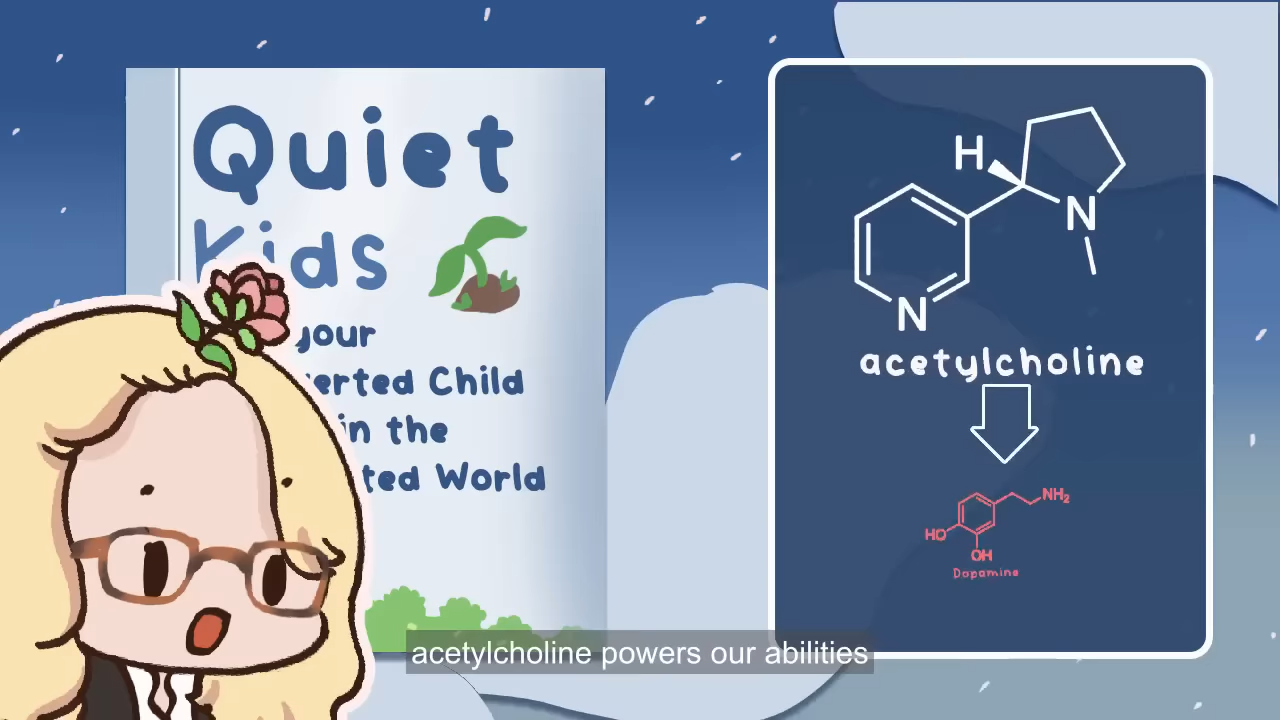 Quiet
Kids
your
erted Child
in the
ted World
H
N
N
acetylcholine
NH₂
HO
OH
Dopamine
acetylcholine powers our abilities